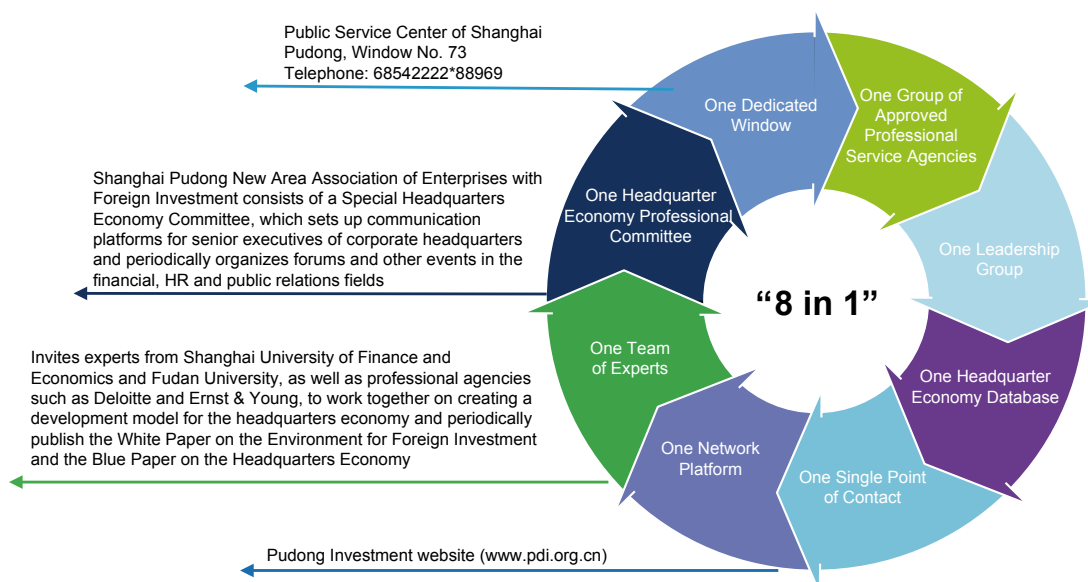 Public Service Center of Shanghai
Pudong, Window No. 73
Telephone: 68542222*88969
Shanghai Pudong New Area Association of Enterprises with
Foreign Investment consists of a Special Headquarters
Economy Committee, which sets up communication
platforms for senior executives of corporate headquarters
and periodically organizes forums and other events in the
financial, HR and public relations fields
Invites experts from Shanghai University of Finance and
Economics and Fudan University, as well as professional agencies
such as Deloitte and Ernst & Young, to work together on creating a
development model for the headquarters economy and periodically
publish the White Paper on the Environment for Foreign Investment
and the Blue Paper on the Headquarters Economy
Pudong Investment website (www.pdi.org.cn)
One Dedicated
Window
One Group of
Approved
Professional
Service Agencies
One Leadership
Group
One Headquarter
Economy Database
One Single Point
of Contact
One Network
Platform
One Team
of Experts
One Headquarter
Economy Professional
Committee
“8 in 1”